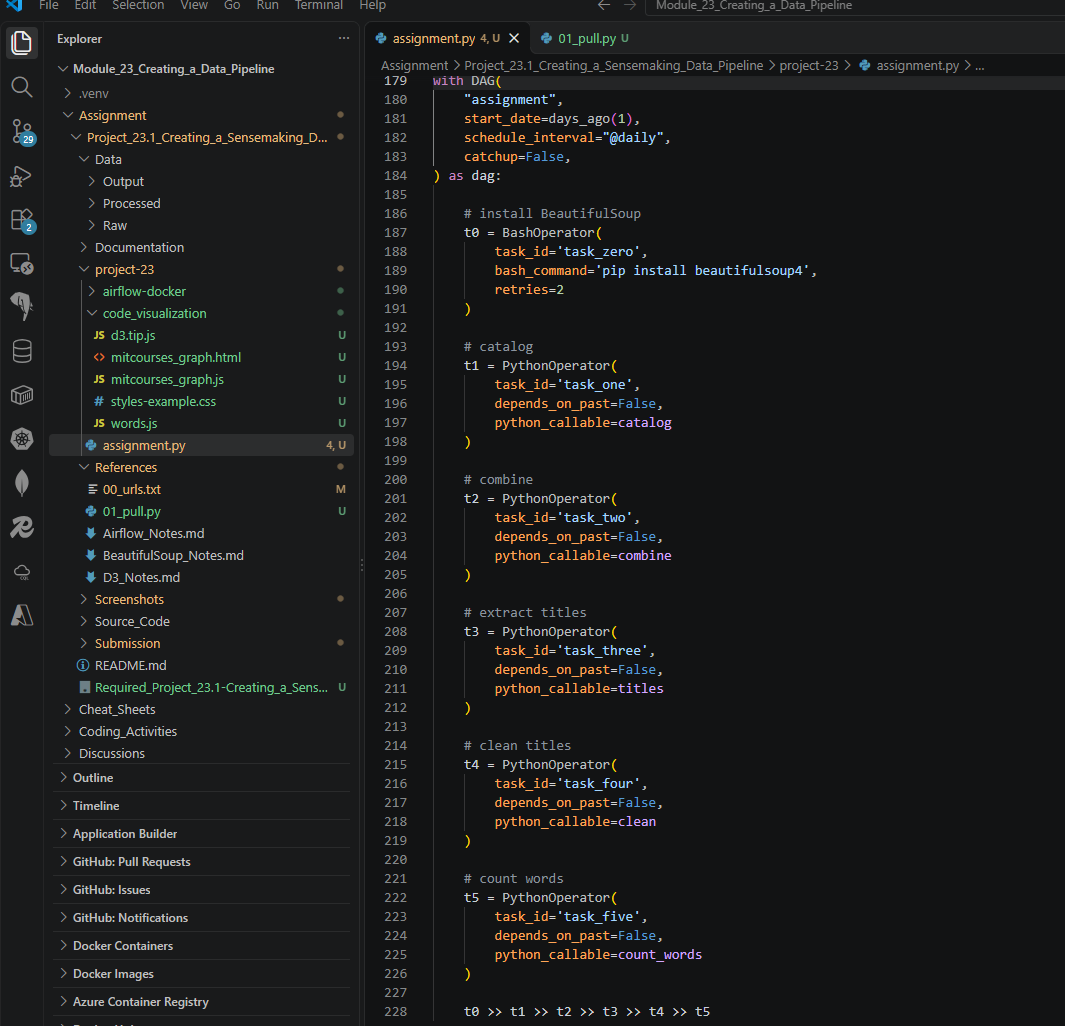 File Edit Selection View Go Run Terminal Help
Module_23_Creating_a_Data_Pipeline
Explorer
Module_23_Creating_a_Data_Pipeline
.venv
Assignment
Project_23.1_Creating_a_Sensemaking_D...
Data
Output
Processed
Raw
Documentation
project-23
airflow-docker
code_visualization
JS d3.tip.js U
<> mitcourses_graph.html U
JS mitcourses_graph.js U
# styles-example.css U
JS words.js U
assignment.py 4, U
References
00_urls.txt M
01_pull.py U
Airflow_Notes.md
BeautifulSoup_Notes.md
D3_Notes.md
Screenshots
Source_Code
Submission
README.md
Required_Project_23.1-Creating_a_Sens... U
Cheat_Sheets
Coding_Activities
Discussions
Outline
Timeline
Application Builder
GitHub: Pull Requests
GitHub: Issues
GitHub: Notifications
Docker Containers
Docker Images
Azure Container Registry
29
2
assignment.py 4, U
01_pull.py U
Assignment > Project_23.1_Creating_a_Sensemaking_Data_Pipeline > project-23 > assignment.py > ...
179 with DAG(
180     "assignment",
181     start_date=days_ago(1),
182     schedule_interval="@daily",
183     catchup=False,
184 ) as dag:
185
186     # install BeautifulSoup
187     t0 = BashOperator(
188         task_id='task_zero',
189         bash_command='pip install beautifulsoup4',
190         retries=2
191     )
192
193     # catalog
194     t1 = PythonOperator(
195         task_id='task_one',
196         depends_on_past=False,
197         python_callable=catalog
198     )
199
200     # combine
201     t2 = PythonOperator(
202         task_id='task_two',
203         depends_on_past=False,
204         python_callable=combine
205     )
206
207     # extract titles
208     t3 = PythonOperator(
209         task_id='task_three',
210         depends_on_past=False,
211         python_callable=titles
212     )
213
214     # clean titles
215     t4 = PythonOperator(
216         task_id='task_four',
217         depends_on_past=False,
218         python_callable=clean
219     )
220
221     # count words
222     t5 = PythonOperator(
223         task_id='task_five',
224         depends_on_past=False,
225         python_callable=count_words
226     )
227
228     t0 >> t1 >> t2 >> t3 >> t4 >> t5